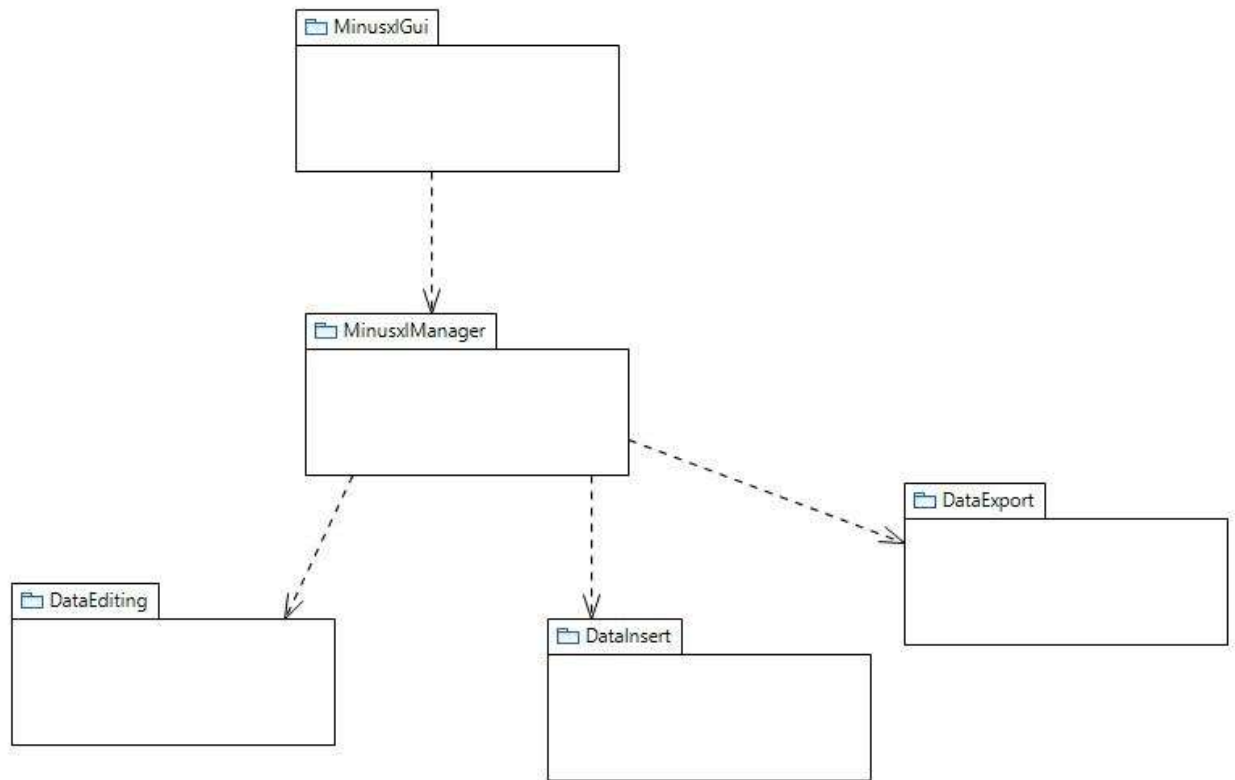 MinusxlGui
MinusxlManager
DataExport
DataEditing
DataInsert